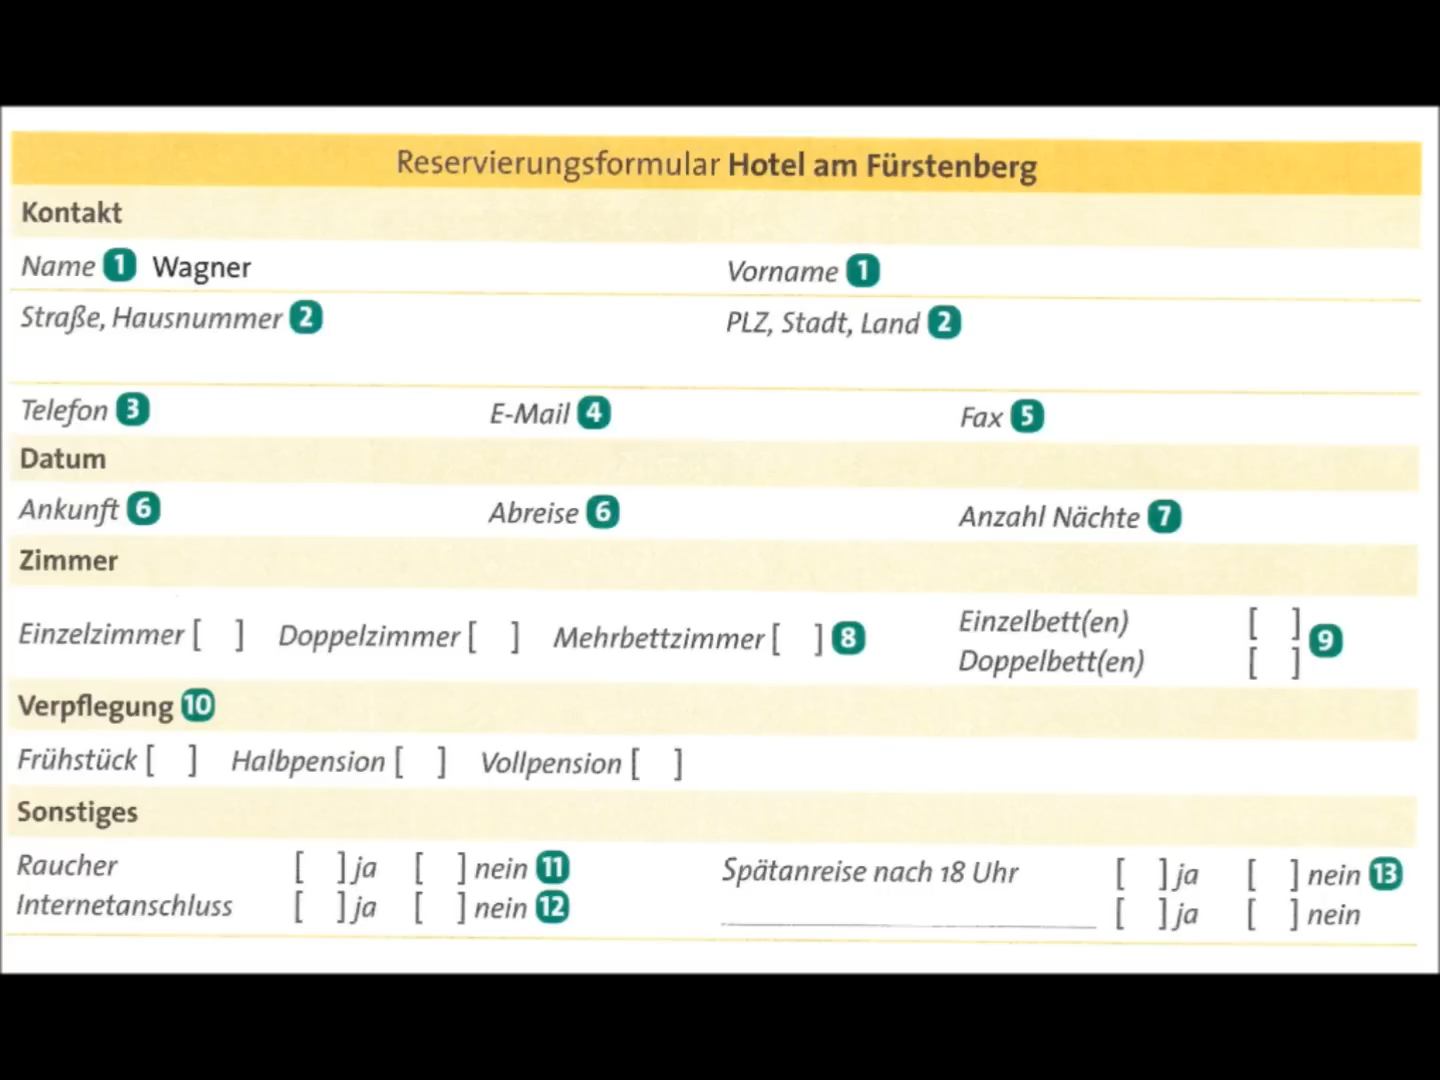 Reservierungsformular Hotel am Fürstenberg
Kontakt
Name 1 Wagner Vorname 1
Straße, Hausnummer 2 PLZ, Stadt, Land 2
Telefon 3 E-Mail 4 Fax 5
Datum
Ankunft 6 Abreise 6 Anzahl Nächte 7
Zimmer
Einzelzimmer [ ] Doppelzimmer [ ] Mehrbettzimmer [ ] 8 Einzelbett(en) [ ] 9
Doppelbett(en) [ ]
Verpflegung 10
Frühstück [ ] Halbpension [ ] Vollpension [ ]
Sonstiges
Raucher [ ] ja [ ] nein 11 Spätanreise nach 18 Uhr [ ] ja [ ] nein 13
Internetanschluss [ ] ja [ ] nein 12 [ ] ja [ ] nein